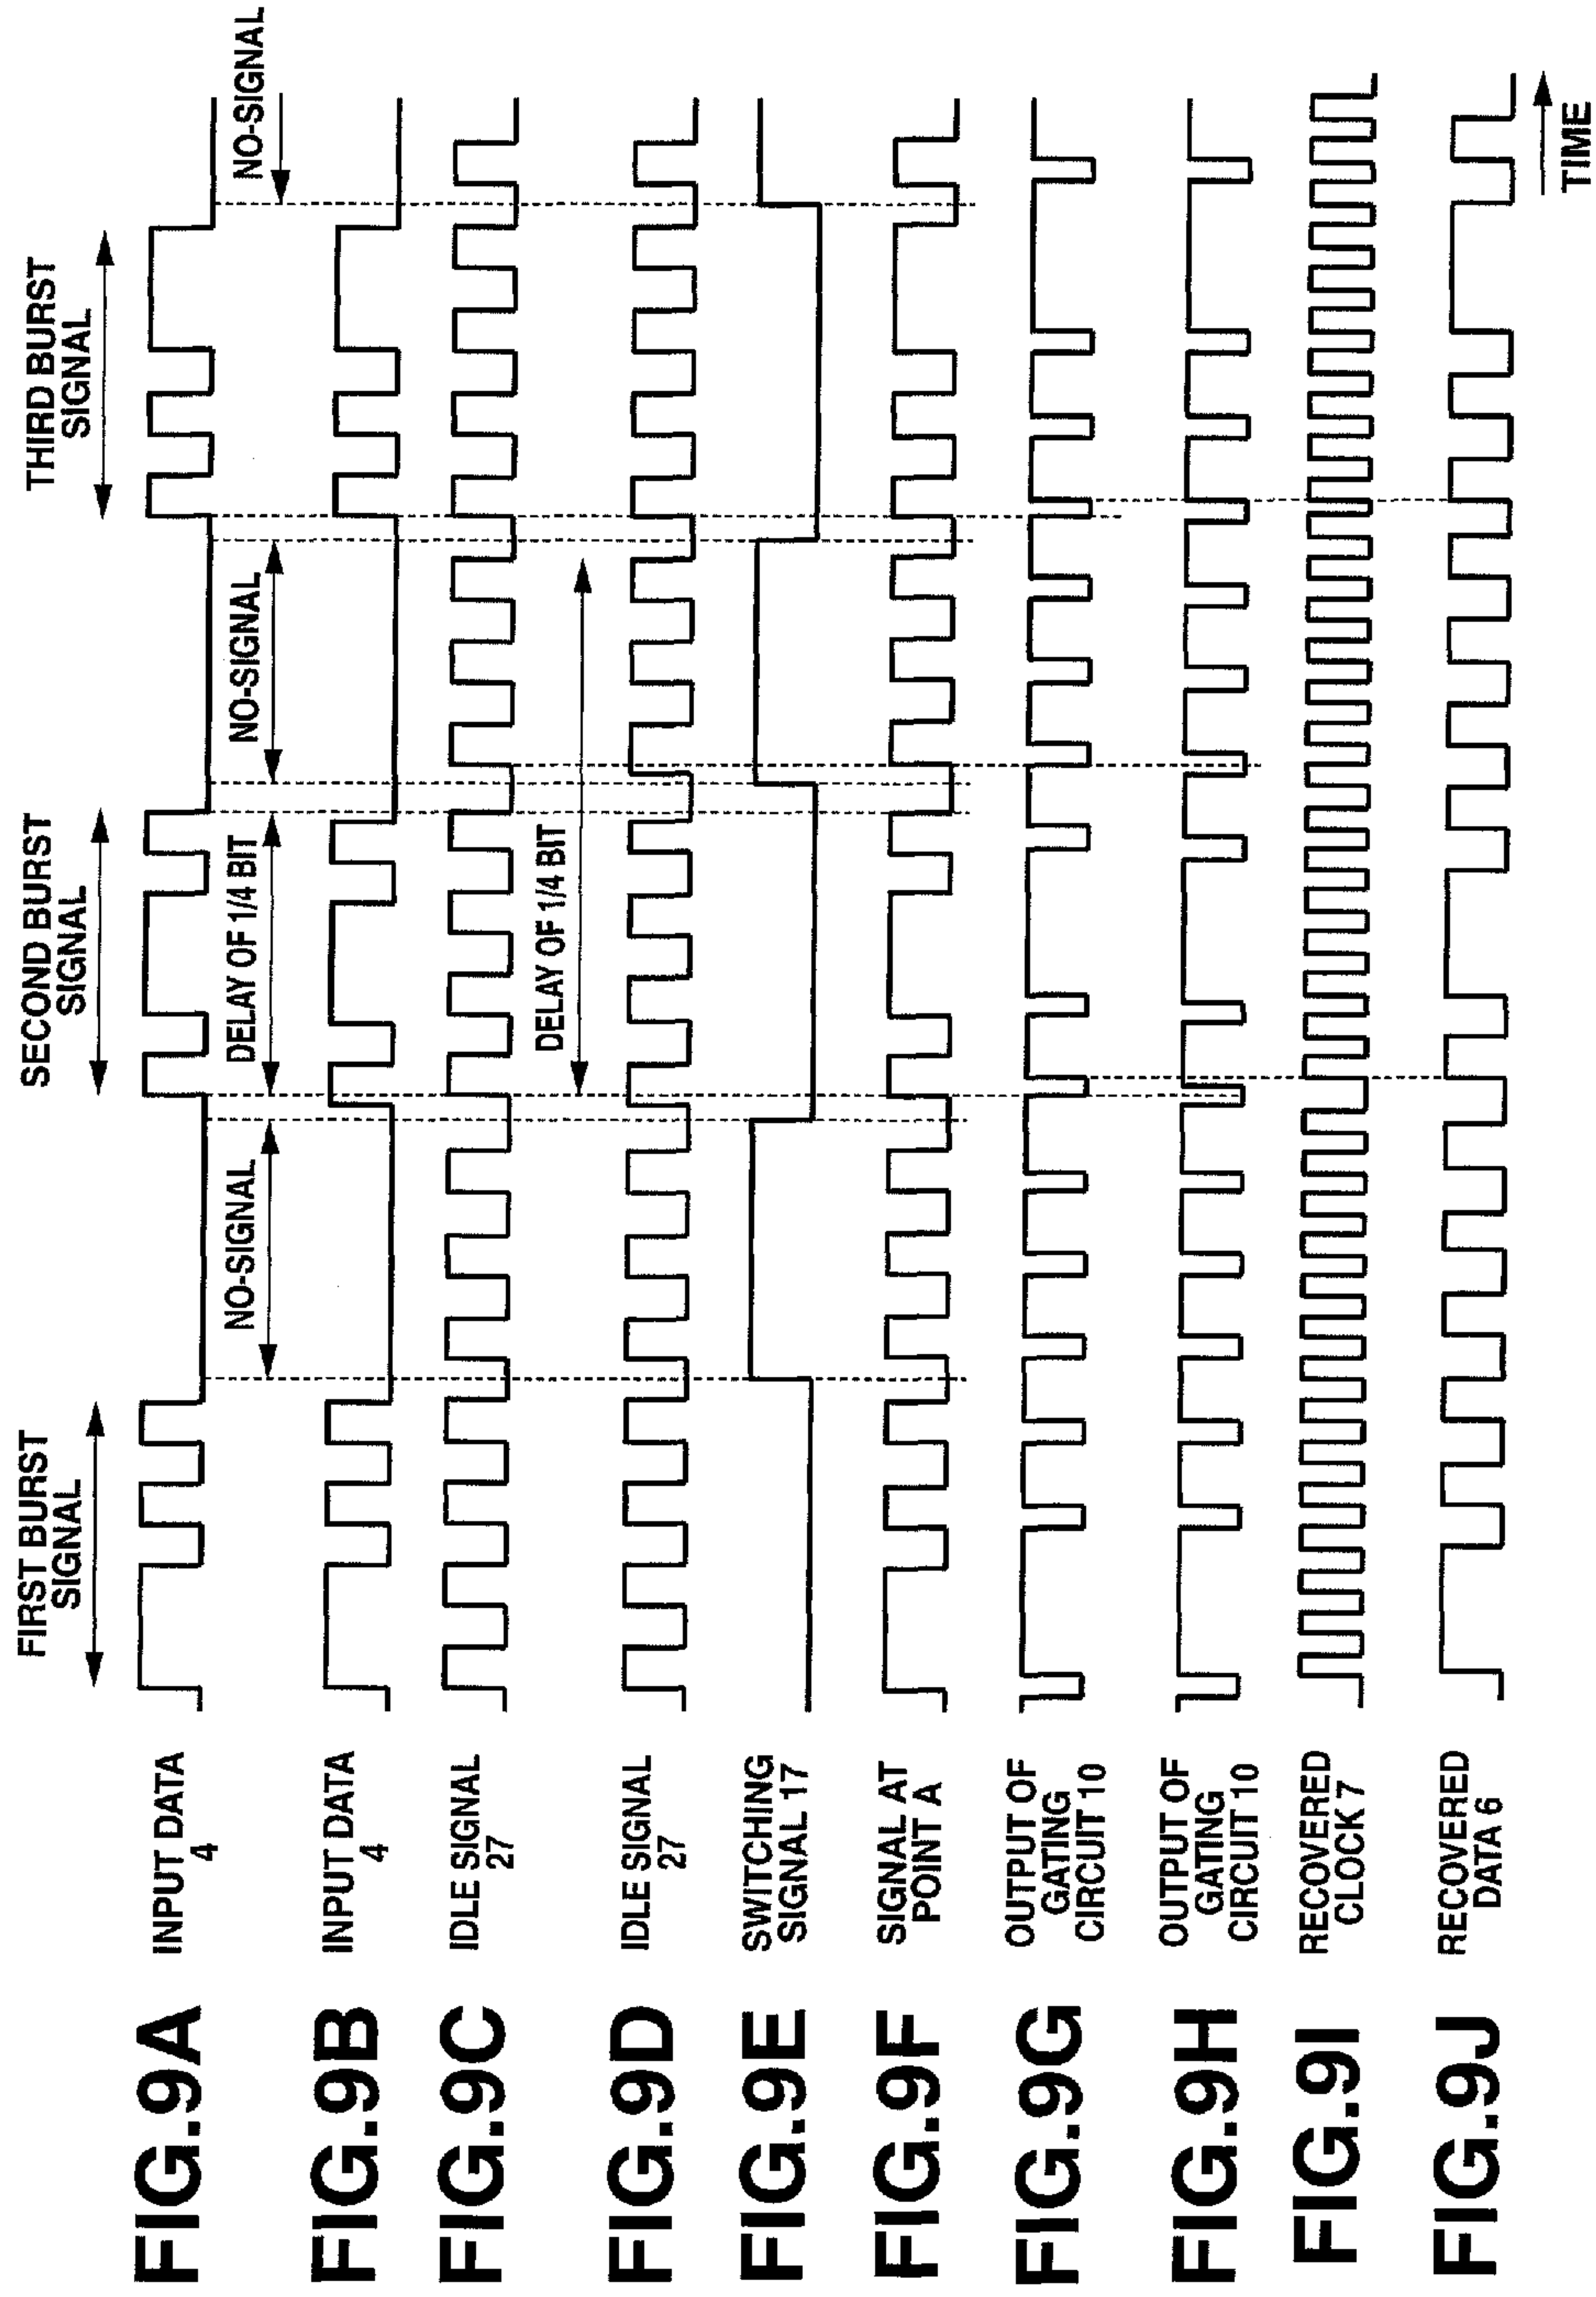 FIRST BURST
SIGNAL
SECOND BURST
SIGNAL
THIRD BURST
SIGNAL
FIG.9A
INPUT DATA
4
NO-SIGNAL
DELAY OF 1/4 BIT
NO-SIGNAL
NO-SIGNAL
FIG.9B
INPUT DATA
4
FIG.9C
IDLE SIGNAL
27
DELAY OF 1/4 BIT
FIG.9D
IDLE SIGNAL
27
FIG.9E
SWITCHING
SIGNAL 17
FIG.9F
SIGNAL AT
POINT A
FIG.9G
OUTPUT OF
GATING
CIRCUIT 10
FIG.9H
OUTPUT OF
GATING
CIRCUIT 10
FIG.9I
RECOVERED
CLOCK 7
FIG.9J
RECOVERED
DATA 6
TIME